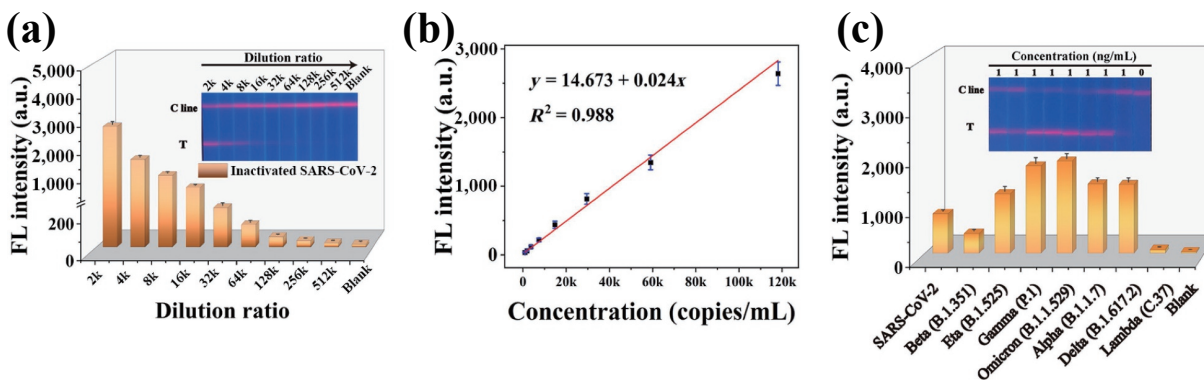 (a)
FL intensity (a.u.)
5,000
4,000
3,000
2,000
1,000
200
0
Dilution ratio
2k 4k 8k 16k 32k 64k 128k 256k 512k Blank
C line
T
Inactivated SARS-CoV-2
2k 4k 8k 16k 32k 64k 128k 256k 512k Blank
Dilution ratio
(b)
FL intensity (a.u.)
3,000
2,000
1,000
0
y = 14.673 + 0.024x
R² = 0.988
0 20k 40k 60k 80k 100k 120k
Concentration (copies/mL)
(c)
FL intensity (a.u.)
4,000
3,000
2,000
1,000
0
Concentration (ng/mL)
1 1 1 1 1 1 1 1 0
C line
T
SARS-CoV-2
Beta (B.1.351)
Eta (B.1.525)
Gamma (P.1)
Omicron (B.1.1.529)
Alpha (B.1.1.7)
Delta (B.1.617.2)
Lambda (C.37)
Blank